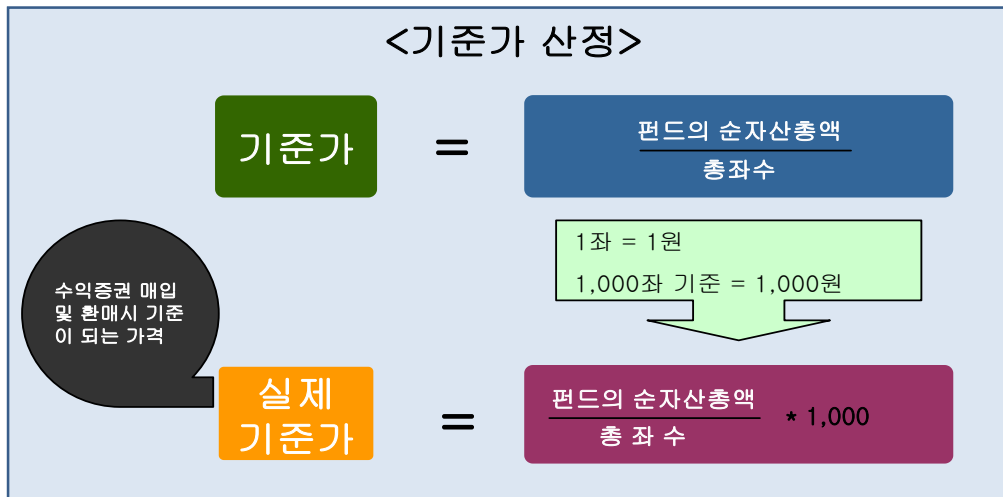 <기준가 산정>
기준가
=
펀드의 순자산총액
총좌수
1좌 = 1원
1,000좌 기준 = 1,000원
수익증권 매입
및 환매시 기준
이 되는 가격
실제
기준가
=
펀드의 순자산총액
총 좌 수
* 1,000